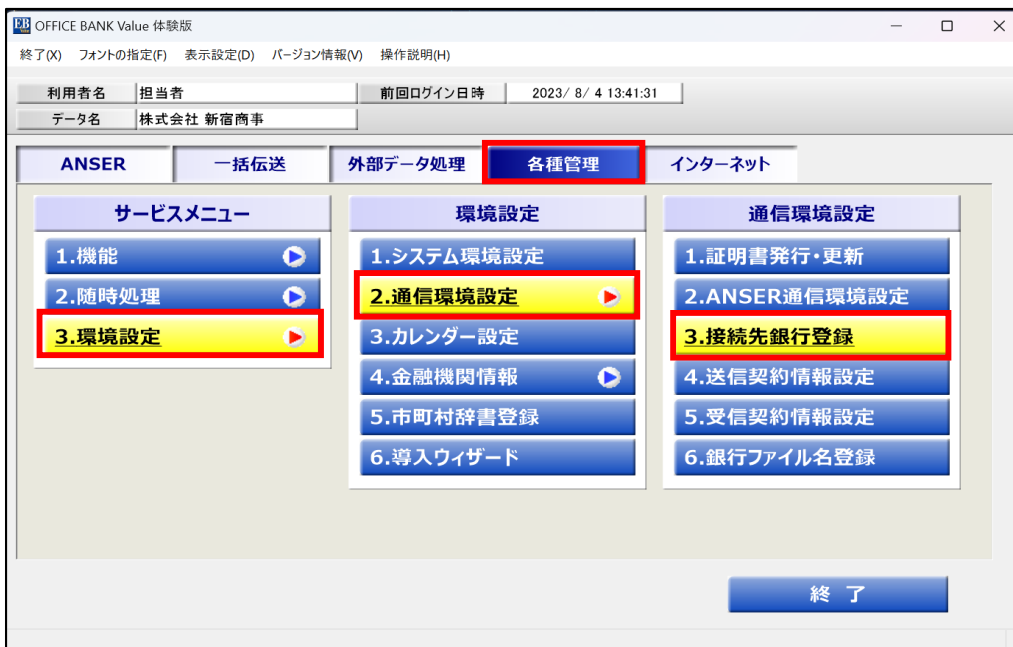 EB OFFICE BANK Value 体験版
終了(X) フォントの指定(F) 表示設定(D) バージョン情報(V) 操作説明(H)
利用者名 担当者 前回ログイン日時 2023/ 8/ 4 13:41:31
データ名 株式会社 新宿商事
ANSER 一括伝送 外部データ処理 各種管理 インターネット
サービスメニュー
1.機能
2.随時処理
3.環境設定
環境設定
1.システム環境設定
2.通信環境設定
3.カレンダー設定
4.金融機関情報
5.市町村辞書登録
6.導入ウィザード
通信環境設定
1.証明書発行・更新
2.ANSER通信環境設定
3.接続先銀行登録
4.送信契約情報設定
5.受信契約情報設定
6.銀行ファイル名登録
終 了